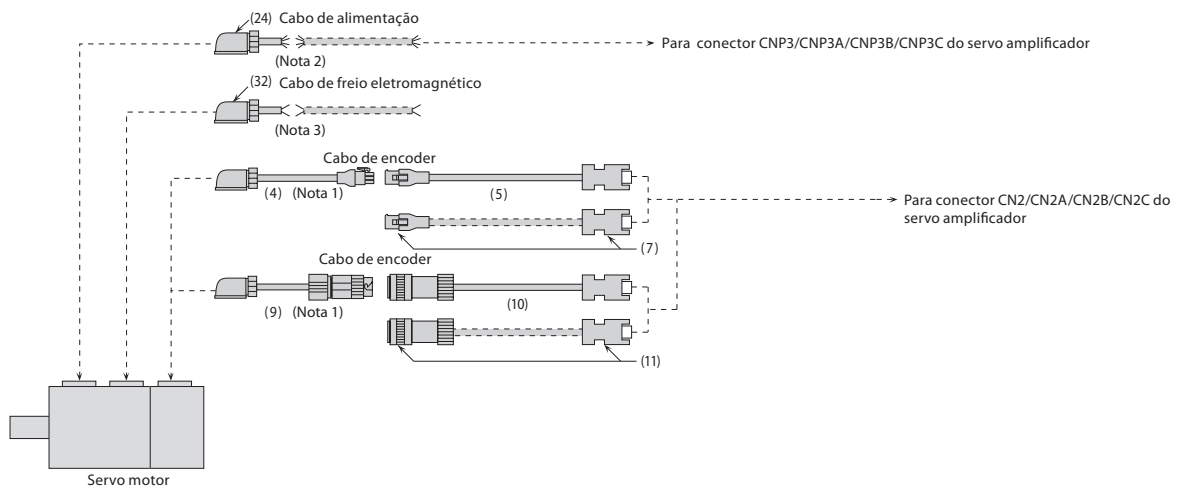 (24) Cabo de alimentação
Para conector CNP3/CNP3A/CNP3B/CNP3C do servo amplificador
(Nota 2)
(32) Cabo de freio eletromagnético
(Nota 3)
Cabo de encoder
(4) (Nota 1)
(5)
Para conector CN2/CN2A/CN2B/CN2C do
servo amplificador
(7)
Cabo de encoder
(9) (Nota 1)
(10)
(11)
Servo motor